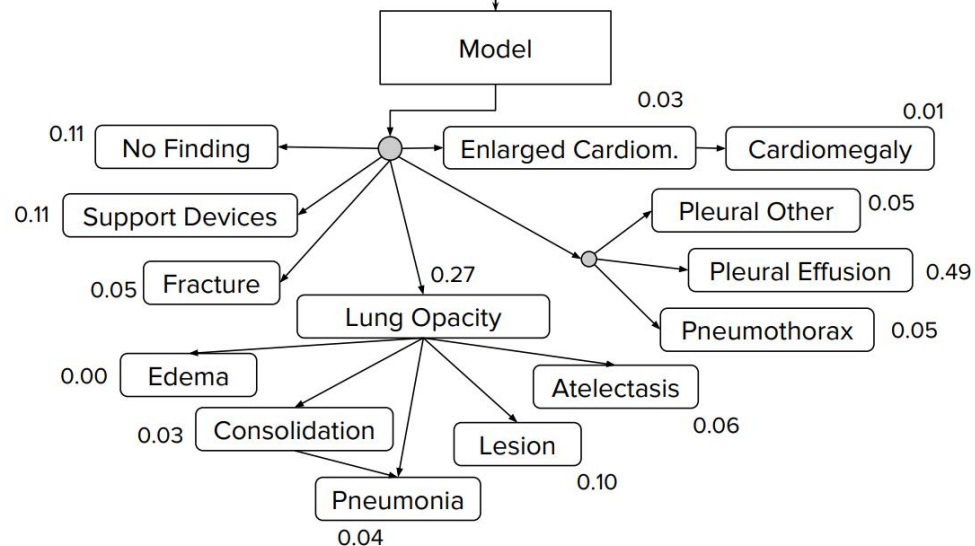 Model
0.03
0.01
0.11
No Finding
Enlarged Cardiom.
Cardiomegaly
0.11
Support Devices
Pleural Other
0.05
0.05
Fracture
0.27
Pleural Effusion
0.49
Lung Opacity
Pneumothorax
0.05
0.00
Edema
Atelectasis
0.06
0.03
Consolidation
Lesion
0.10
Pneumonia
0.04